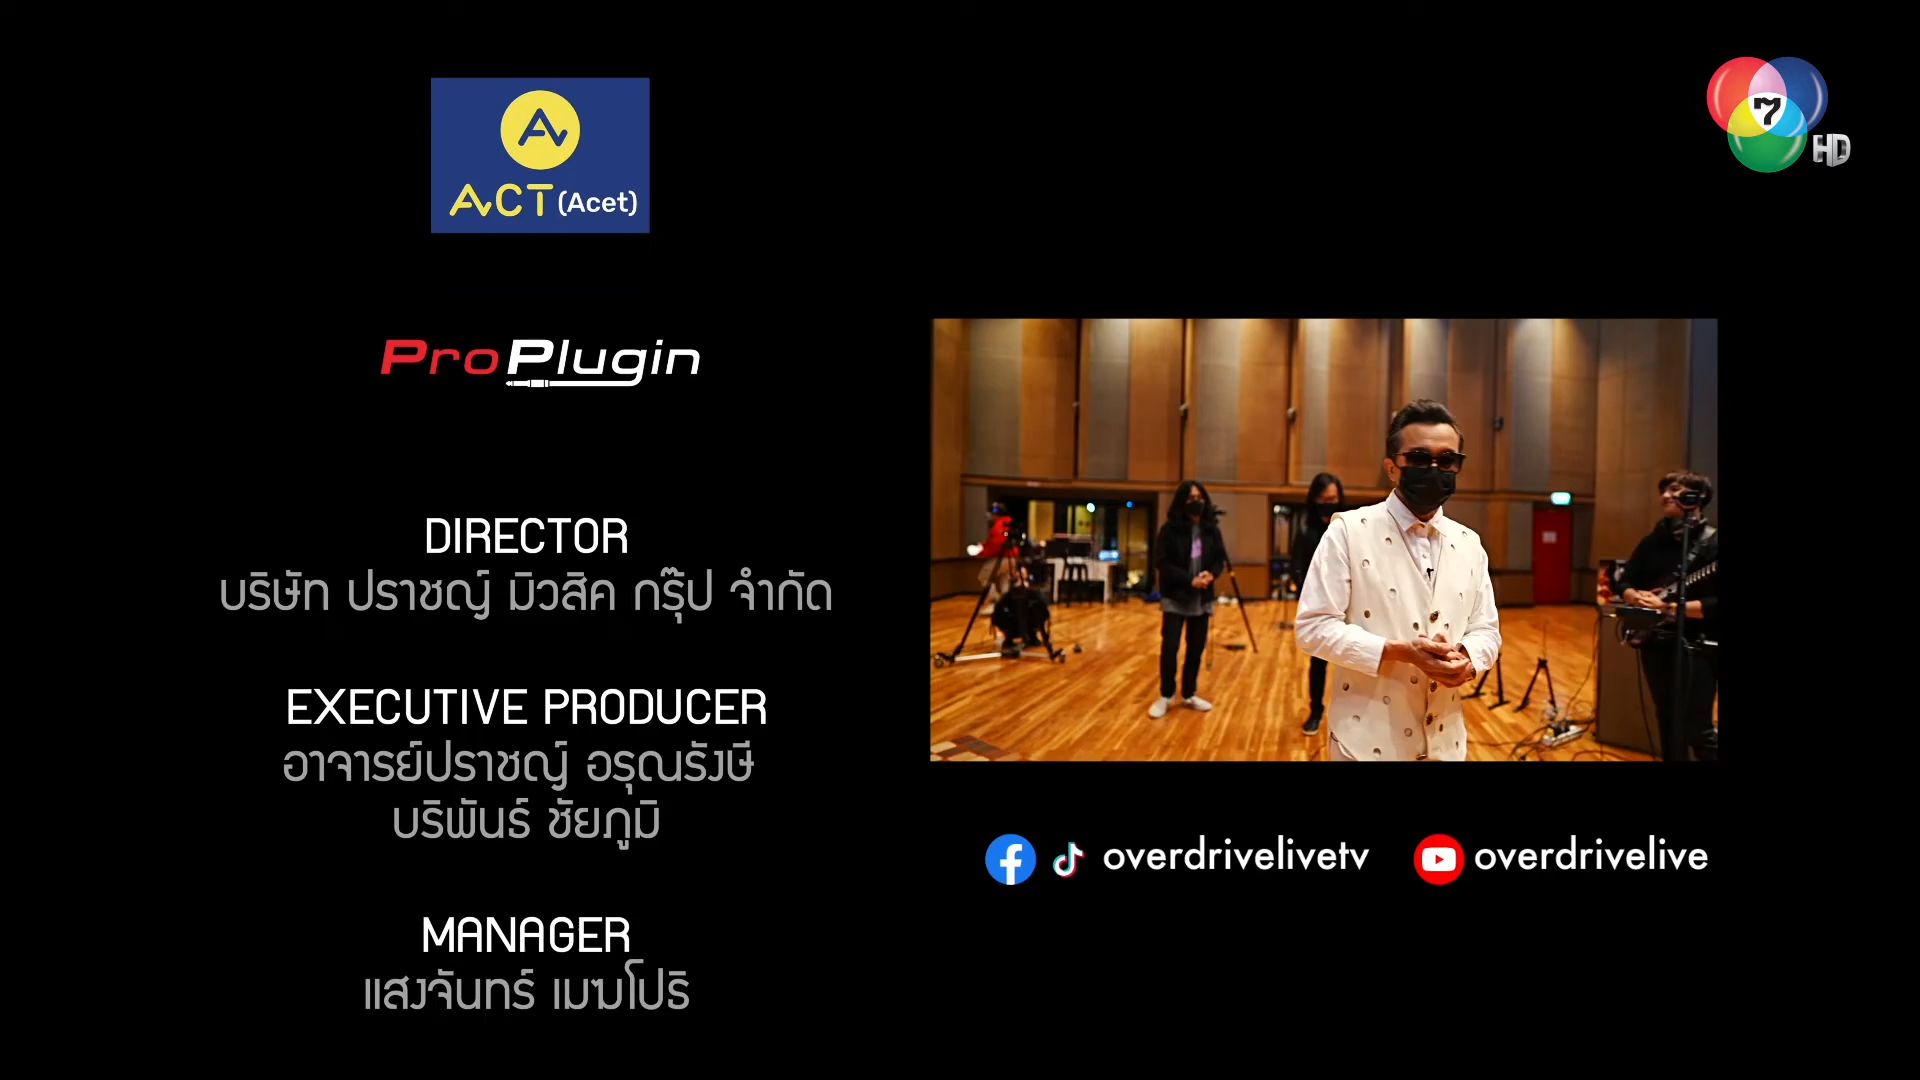 ACT (Acet)
7 HD
ProPlugin
DIRECTOR
บริษัท ปราชญ์ มิวสิค กรุ๊ป จำกัด
EXECUTIVE PRODUCER
อาจารย์ปราชญ์ อรุณรังษี
บริพันธ์ ชัยภูมิ
MANAGER
แสงจันทร์ เมฆโปธิ
overdrivelivetv
overdrivelive